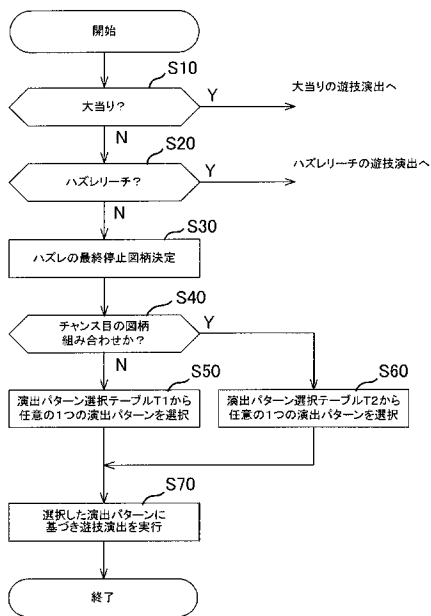 開始
S10
大当り?
Y
大当りの遊技演出へ
N
S20
ハズレリーチ?
Y
ハズレリーチの遊技演出へ
N
S30
ハズレの最終停止図柄決定
S40
チャンス目の図柄
組み合わせか?
Y
N
S50
演出パターン選択テーブルT1から
任意の1つの演出パターンを選択
S60
演出パターン選択テーブルT2から
任意の1つの演出パターンを選択
S70
選択した演出パターンに
基づき遊技演出を実行
終了